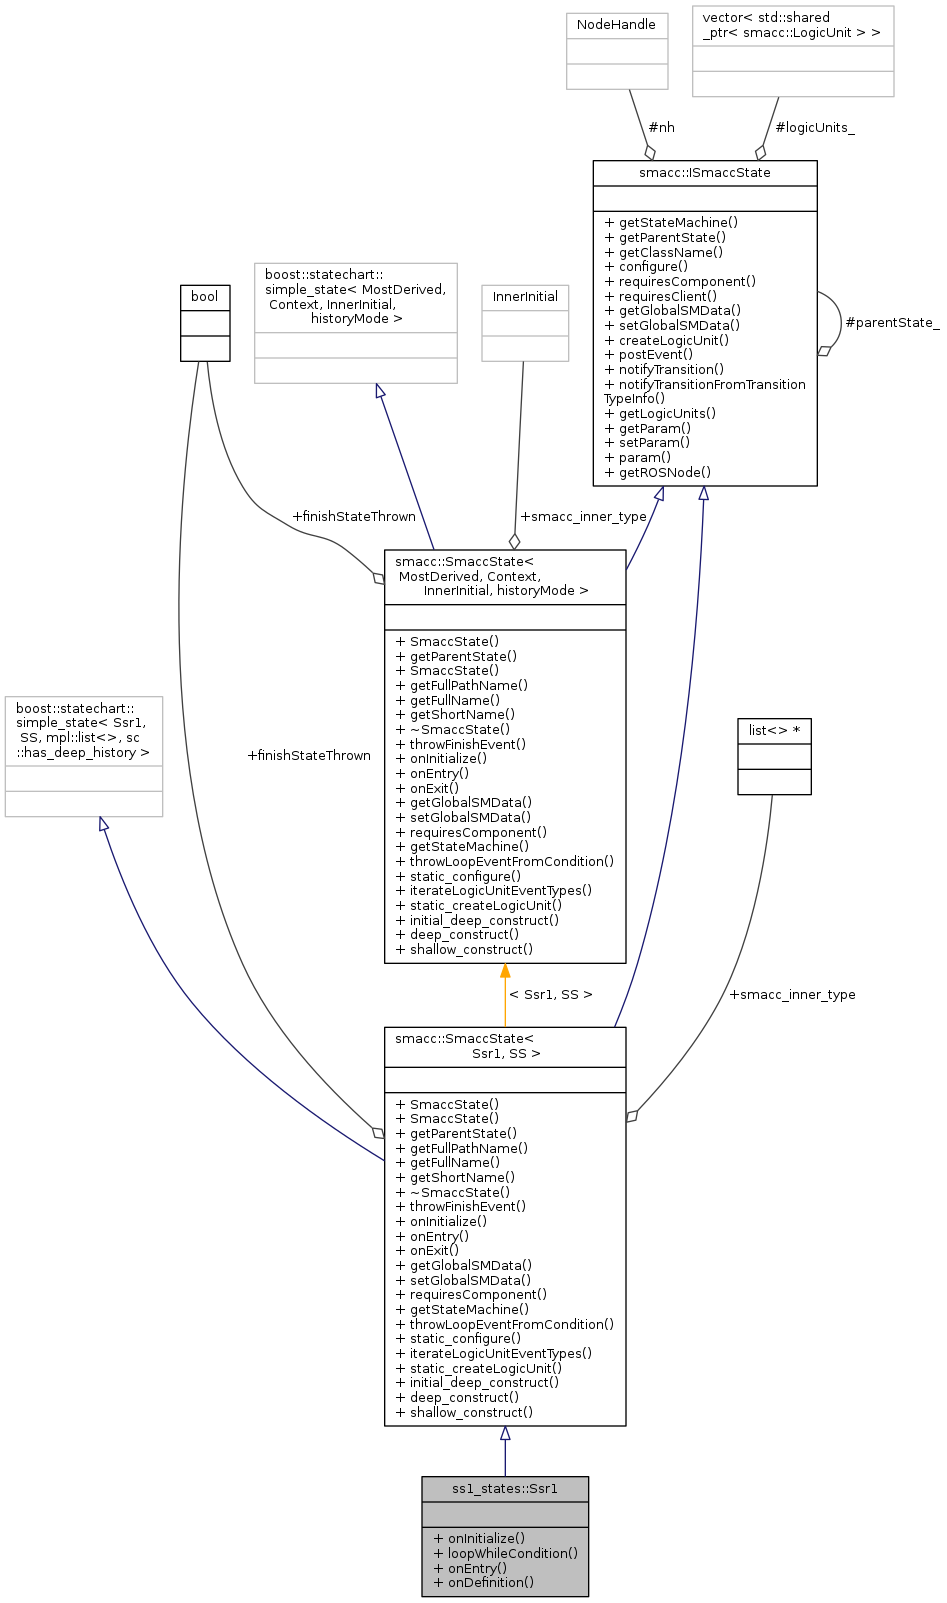 NodeHandle
vector< std::shared
_ptr< smacc::LogicUnit > >
#nh
#logicUnits_
smacc::ISmaccState
+ getStateMachine()
+ getParentState()
+ getClassName()
+ configure()
+ requiresComponent()
+ requiresClient()
+ getGlobalSMData()
+ setGlobalSMData()
+ createLogicUnit()
+ postEvent()
+ notifyTransition()
+ notifyTransitionFromTransition
TypeInfo()
+ getLogicUnits()
+ getParam()
+ setParam()
+ param()
+ getROSNode()
#parentState_
bool
boost::statechart::
simple_state< MostDerived,
Context, InnerInitial,
historyMode >
InnerInitial
+finishStateThrown
+smacc_inner_type
smacc::SmaccState<
MostDerived, Context,
InnerInitial, historyMode >
+ SmaccState()
+ getParentState()
+ SmaccState()
+ getFullPathName()
+ getFullName()
+ getShortName()
+ ~SmaccState()
+ throwFinishEvent()
+ onInitialize()
+ onEntry()
+ onExit()
+ getGlobalSMData()
+ setGlobalSMData()
+ requiresComponent()
+ getStateMachine()
+ throwLoopEventFromCondition()
+ static_configure()
+ iterateLogicUnitEventTypes()
+ static_createLogicUnit()
+ initial_deep_construct()
+ deep_construct()
+ shallow_construct()
boost::statechart::
simple_state< Ssr1,
SS, mpl::list<>, sc
::has_deep_history >
+finishStateThrown
list<> *
< Ssr1, SS >
+smacc_inner_type
smacc::SmaccState<
Ssr1, SS >
+ SmaccState()
+ SmaccState()
+ getParentState()
+ getFullPathName()
+ getFullName()
+ getShortName()
+ ~SmaccState()
+ throwFinishEvent()
+ onInitialize()
+ onEntry()
+ onExit()
+ getGlobalSMData()
+ setGlobalSMData()
+ requiresComponent()
+ getStateMachine()
+ throwLoopEventFromCondition()
+ static_configure()
+ iterateLogicUnitEventTypes()
+ static_createLogicUnit()
+ initial_deep_construct()
+ deep_construct()
+ shallow_construct()
ss1_states::Ssr1
+ onInitialize()
+ loopWhileCondition()
+ onEntry()
+ onDefinition()